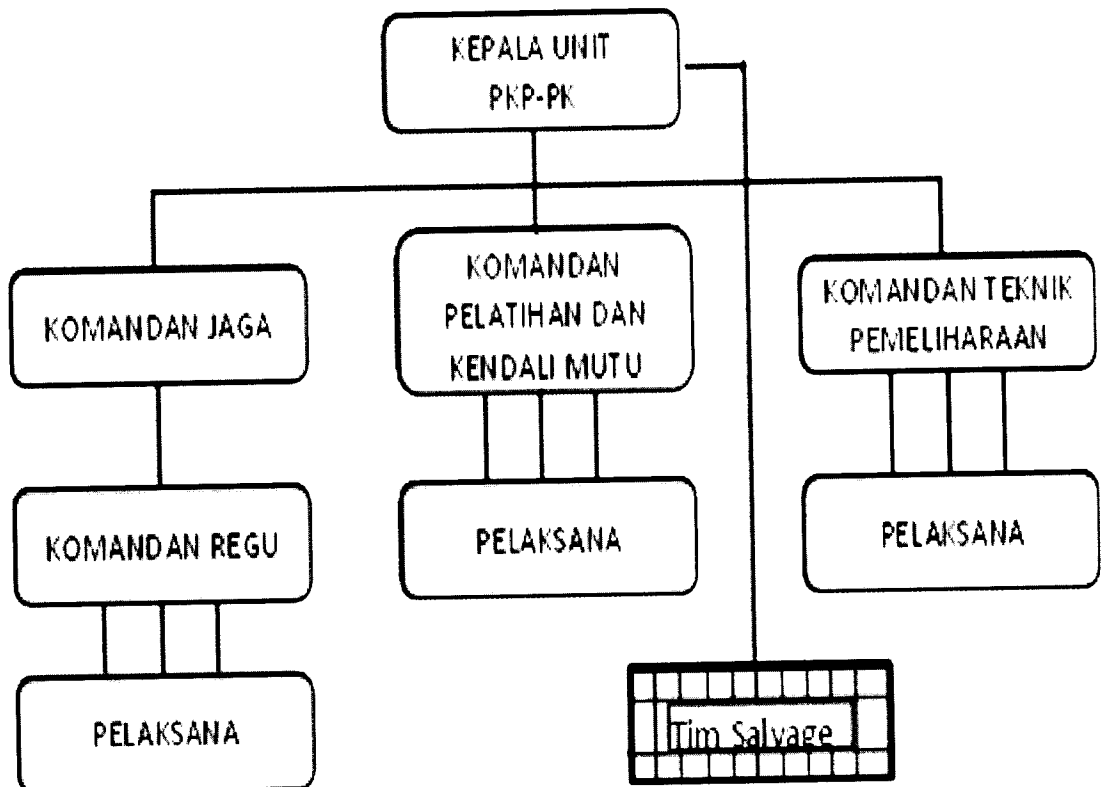 KEPALA UNIT
PKP-PK
KOMANDAN JAGA
KOMANDAN
PELATIHAN DAN
KENDALI MUTU
KOMANDAN TEKNIK
PEMELIHARAAN
KOMANDAN REGU
PELAKSANA
PELAKSANA
PELAKSANA
Tim Salvage